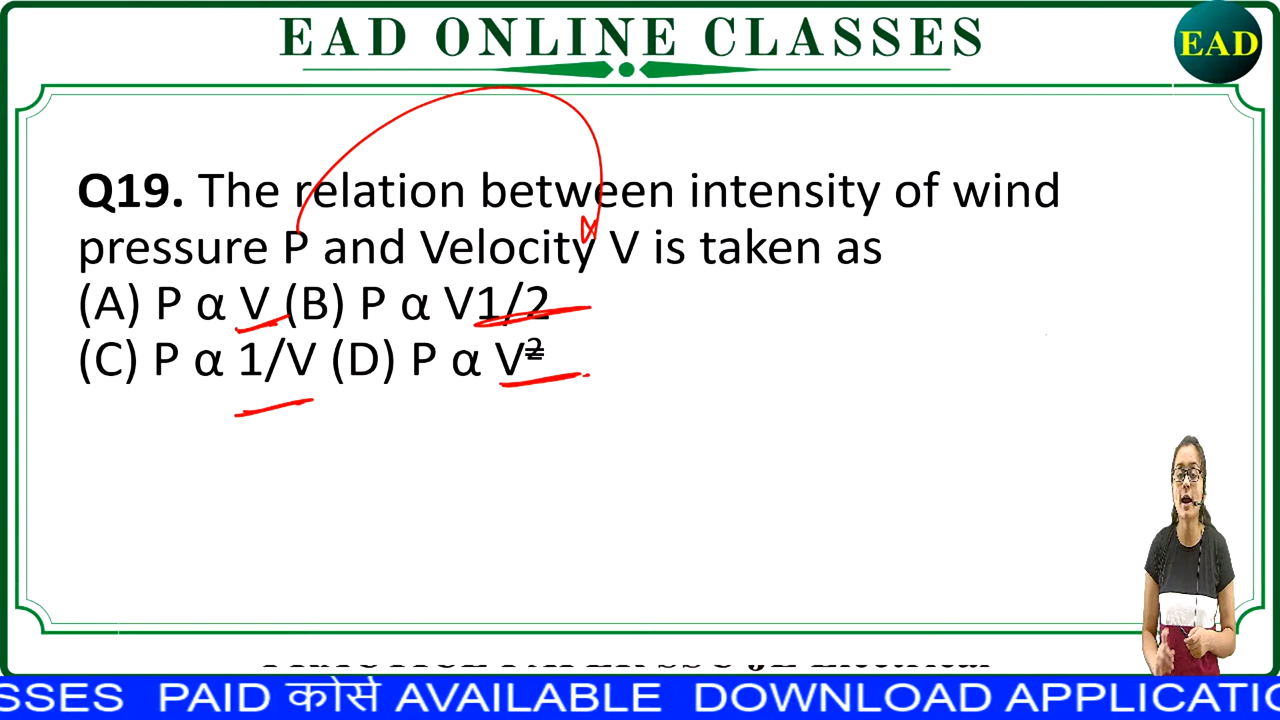 EAD ONLINE CLASSES
EAD
Q19. The relation between intensity of wind
pressure P and Velocity V is taken as
(A) P α V (B) P α V1/2
(C) P α 1/V (D) P α V²
SSES PAID कोर्स AVAILABLE DOWNLOAD APPLICATIO